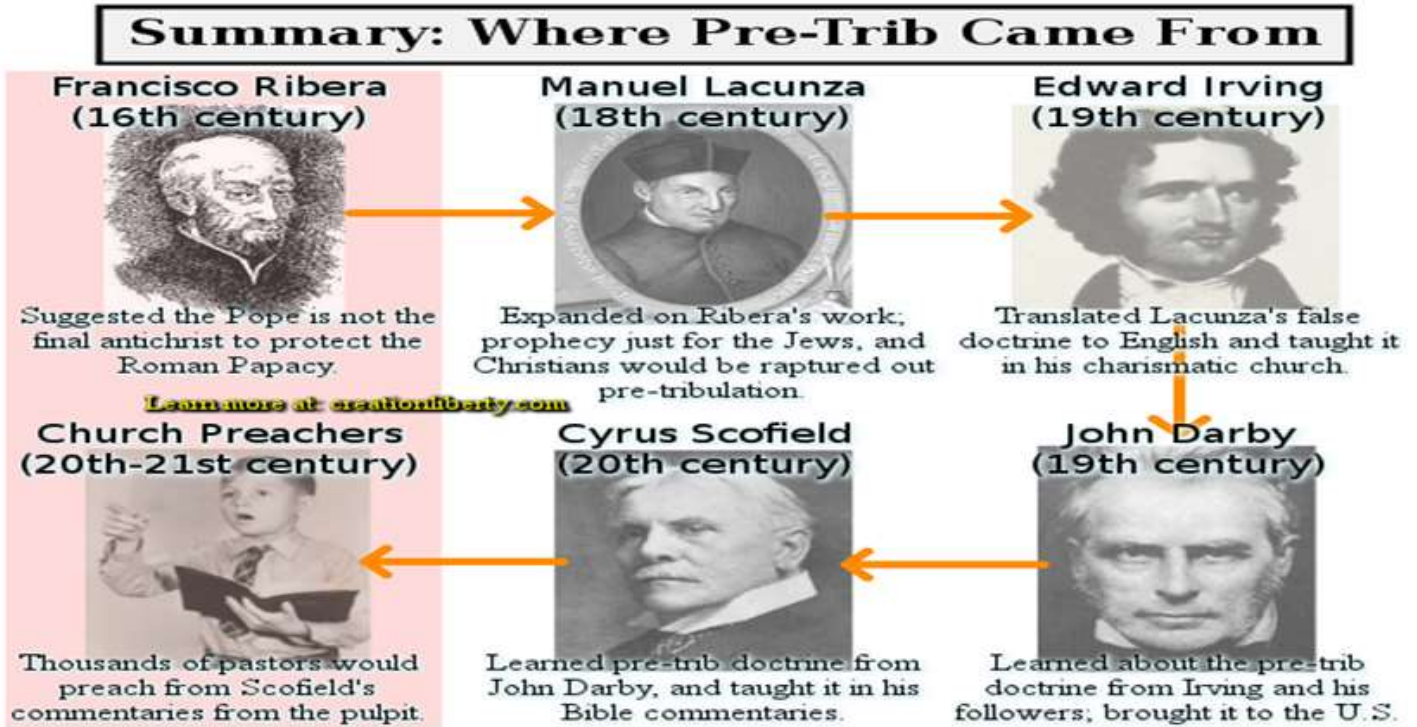 Summary: Where Pre-Trib Came From
Francisco Ribera
(16th century)
Suggested the Pope is not the
final antichrist to protect the
Roman Papacy.
Manuel Lacunza
(18th century)
Expanded on Ribera's work;
prophecy just for the Jews, and
Christians would be raptured out
pre-tribulation.
Edward Irving
(19th century)
Translated Lacunza's false
doctrine to English and taught it
in his charismatic church.
Learn more at: creationliberty.com
John Darby
(19th century)
Learned about the pre-trib
doctrine from Irving and his
followers; brought it to the U.S.
Cyrus Scofield
(20th century)
Learned pre-trib doctrine from
John Darby, and taught it in his
Bible commentaries.
Church Preachers
(20th-21st century)
Thousands of pastors would
preach from Scofield's
commentaries from the pulpit.